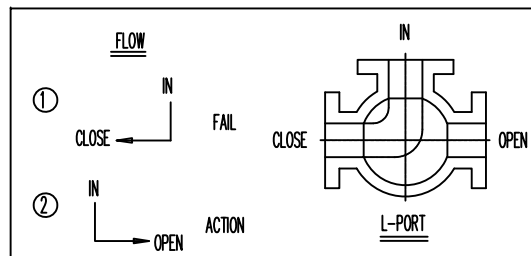 FLOW
① IN
CLOSE FAIL
② IN
OPEN ACTION
IN
CLOSE OPEN
L-PORT